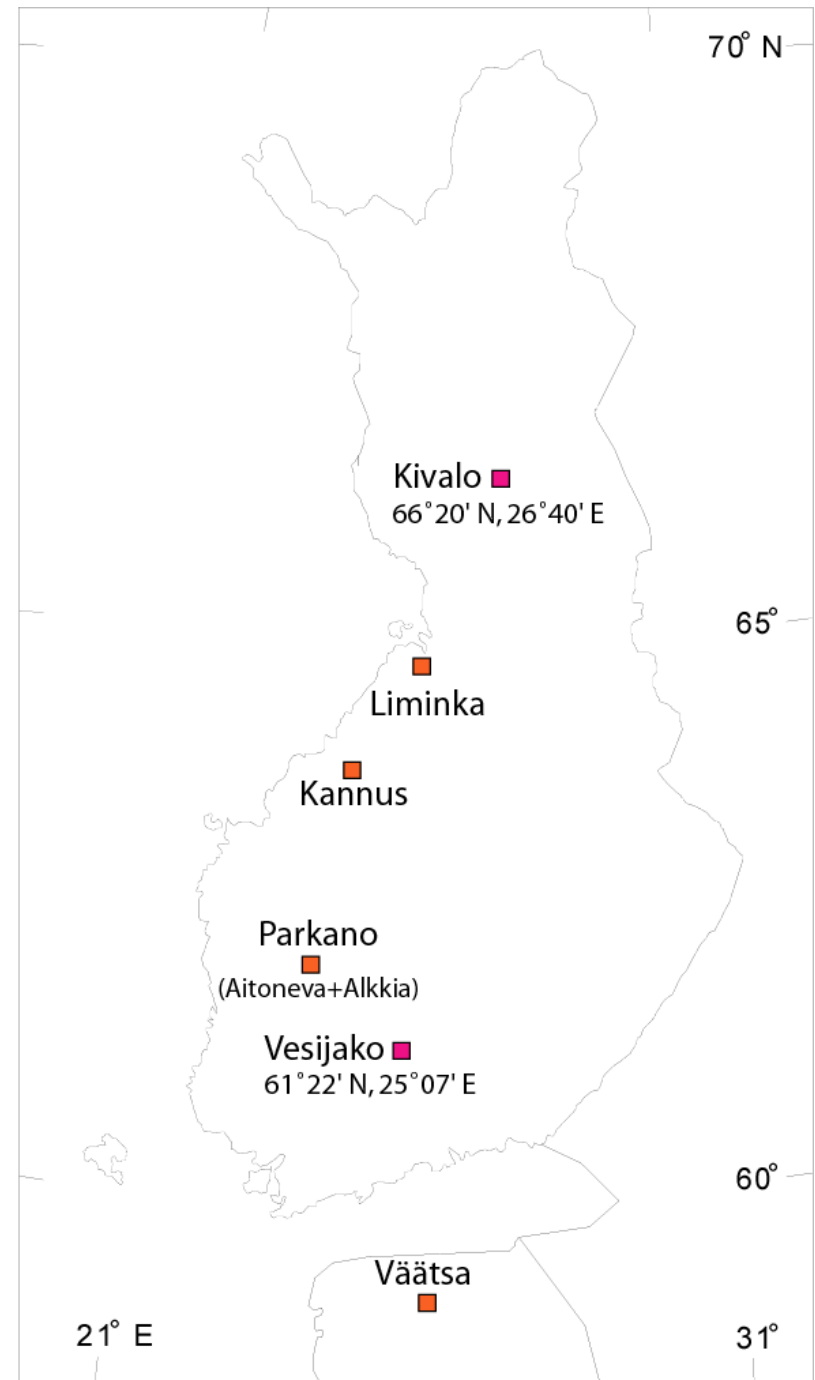 70° N
Kivalo
66°20' N, 26°40' E
65°
Liminka
Kannus
Parkano
(Aitoneva+Alkkia)
Vesijako
61°22' N, 25°07' E
60°
Väätsa
21° E
31°